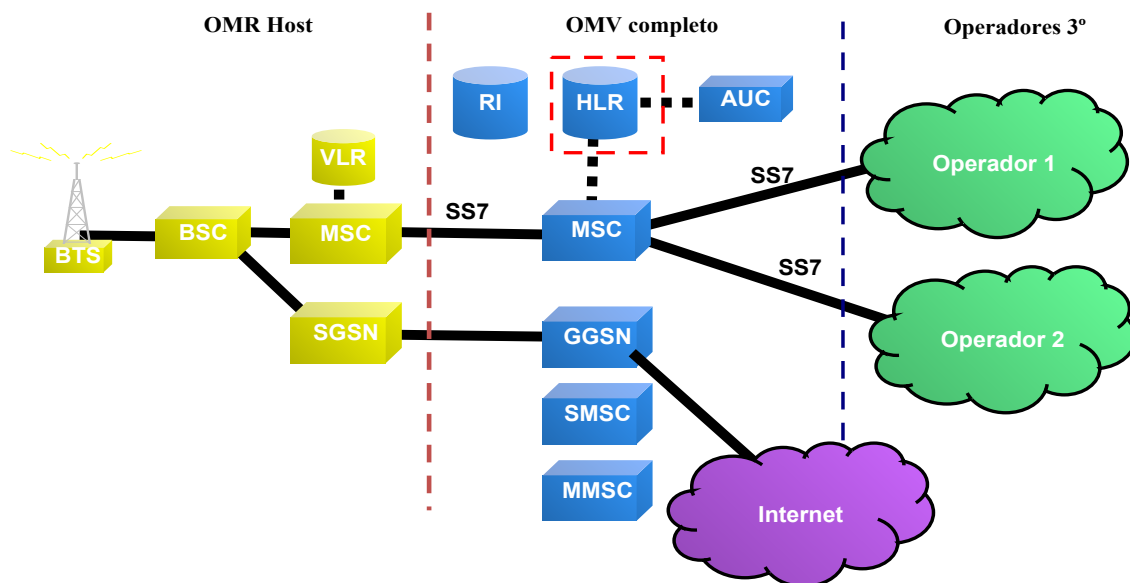 OMR Host
OMV completo
Operadores 3º
RI
HLR
AUC
VLR
Operador 1
SS7
SS7
BTS
BSC
MSC
MSC
SS7
SGSN
GGSN
Operador 2
SMSC
MMSC
Internet